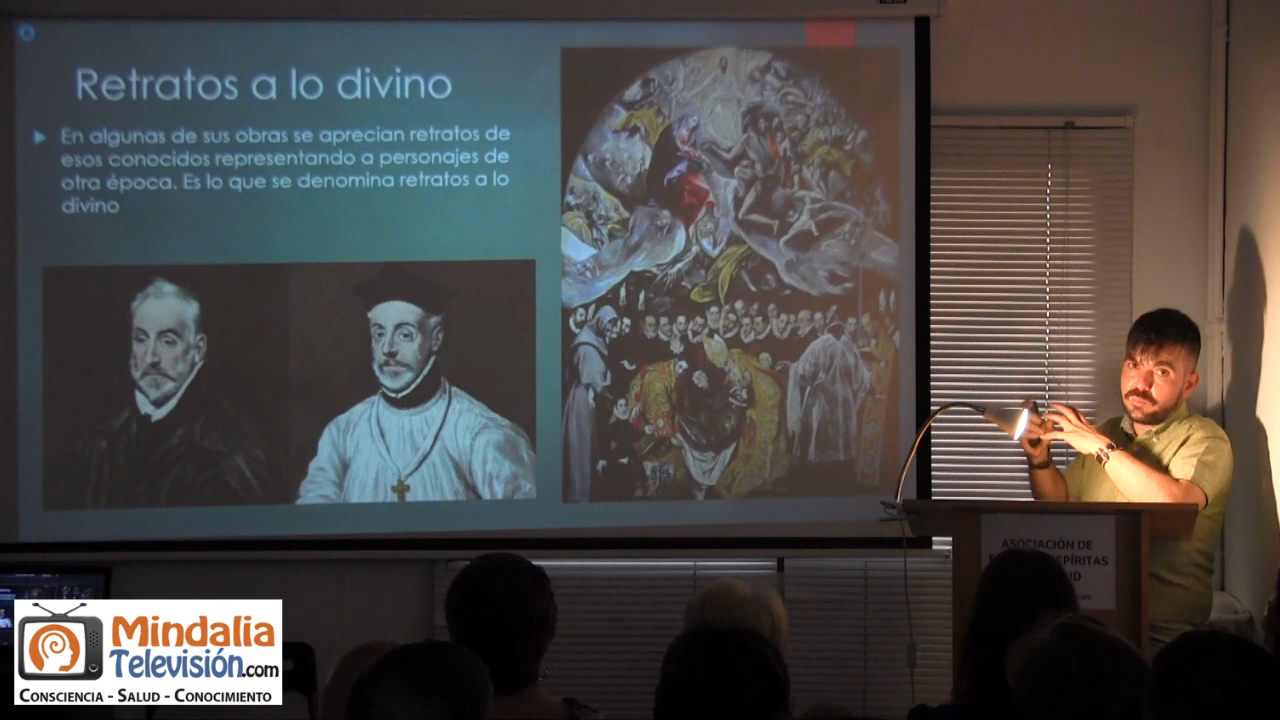 Retratos a lo divino
En algunas de sus obras se aprecian retratos de
esos conocidos representando a personajes de
otra época. Es lo que se denomina retratos a lo
divino
ASOCIACIÓN DE
Mindalia
Televisión.com
CONSCIENCIA - SALUD - CONOCIMIENTO